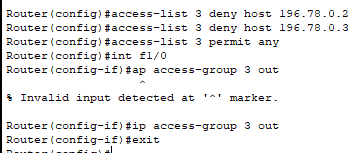 Router(config)#access-list 3 deny host 196.78.0.2
Router(config)#access-list 3 deny host 196.78.0.3
Router(config)#access-list 3 permit any
Router(config)#int f1/0
Router(config-if)#ap access-group 3 out
^
% Invalid input detected at '^' marker.
Router(config-if)#ip access-group 3 out
Router(config-if)#exit
Router(config)#